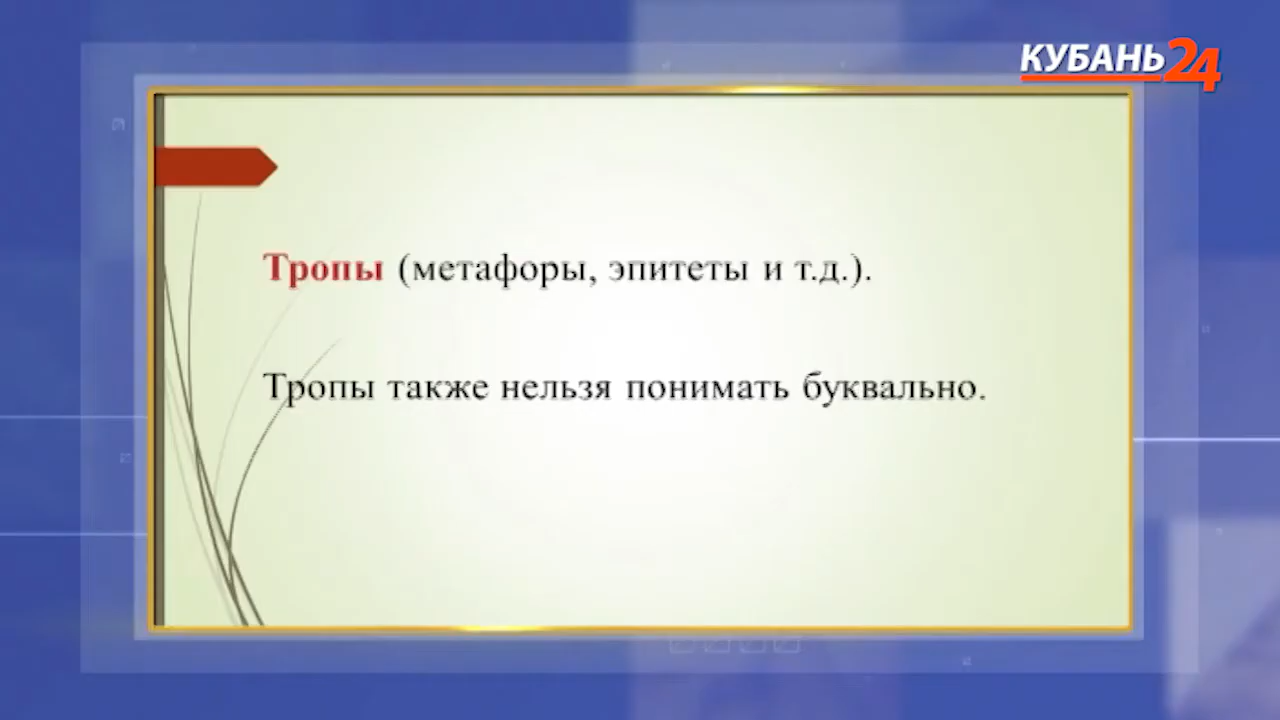 КУБАНЬ24
Тропы (метафоры, эпитеты и т.д.).
Тропы также нельзя понимать буквально.